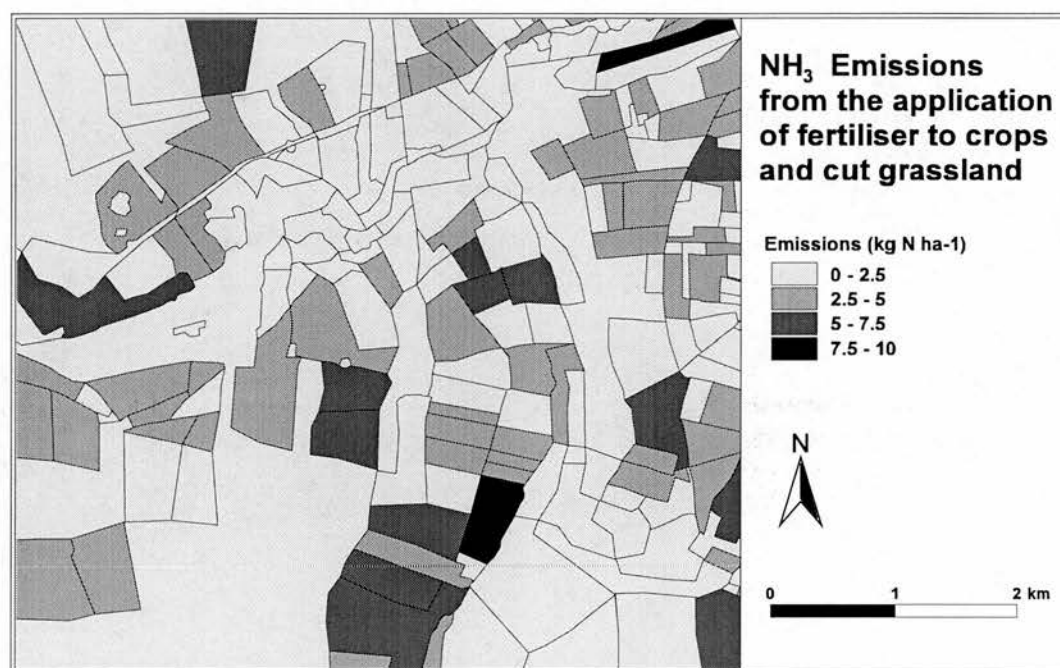 NH₃ Emissions
from the application
of fertiliser to crops
and cut grassland
Emissions (kg N ha-1)
0 - 2.5
2.5 - 5
5 - 7.5
7.5 - 10
N
0 1 2 km